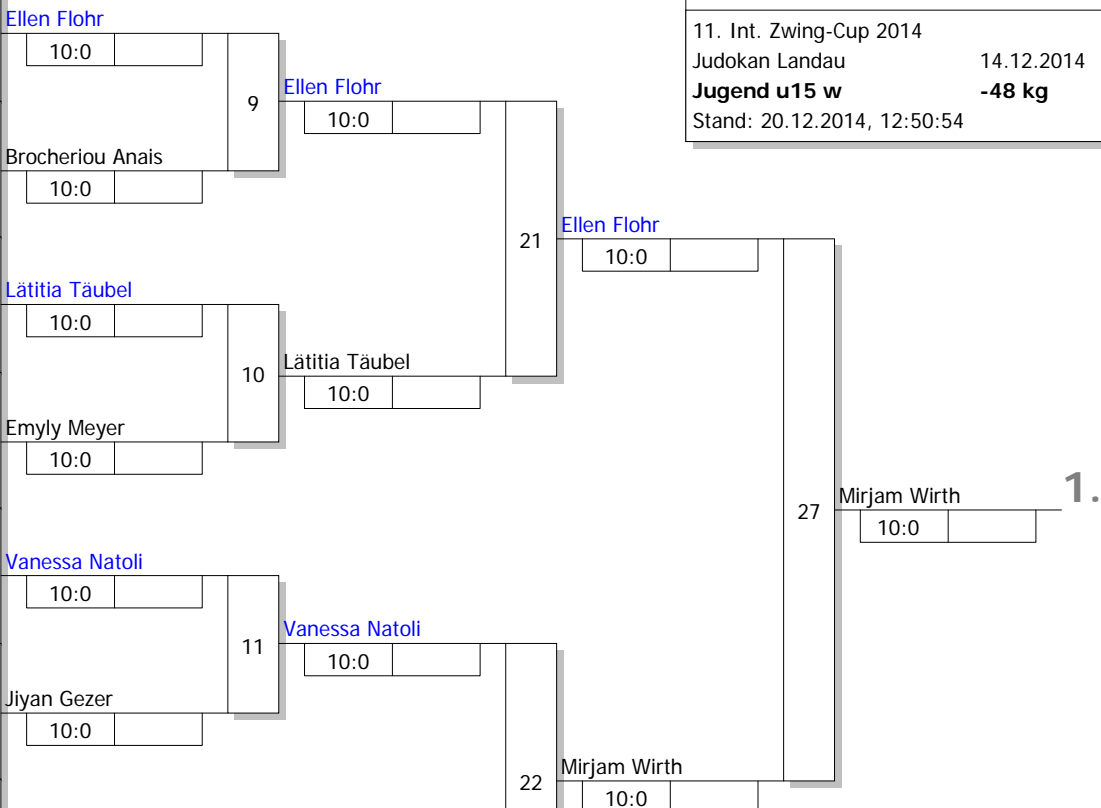 Ellen Flohr
10:0
9
Brocheriou Anais
10:0
Ellen Flohr
10:0
Lätitia Täubel
10:0
10
Emyly Meyer
10:0
Lätitia Täubel
10:0
21
Ellen Flohr
10:0
Vanessa Natoli
10:0
11
Jiyan Gezer
10:0
Vanessa Natoli
10:0
22
Mirjam Wirth
10:0
27
Mirjam Wirth
10:0
1.
11. Int. Zwing-Cup 2014
Judokan Landau 14.12.2014
Jugend u15 w -48 kg
Stand: 20.12.2014, 12:50:54